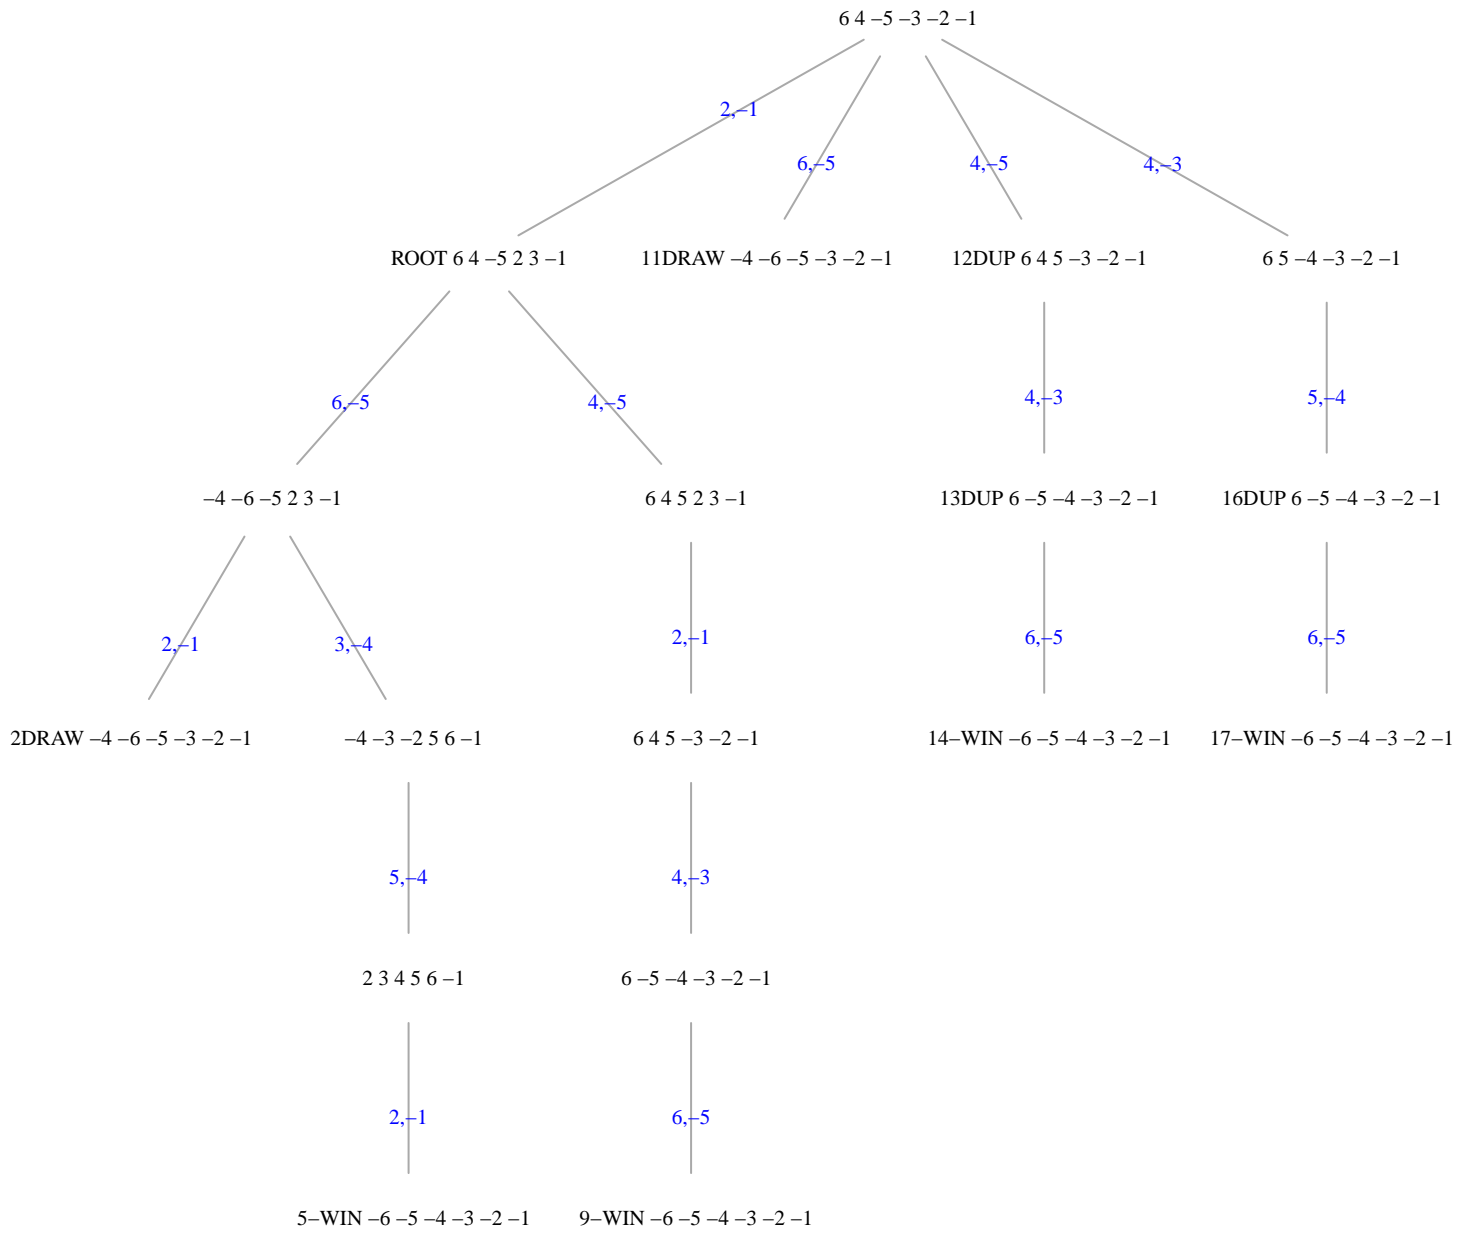 6 4 –5 –3 –2 –1
2,–1
6,–5
4,–5
4,–3
ROOT 6 4 –5 2 3 –1
11DRAW –4 –6 –5 –3 –2 –1
12DUP 6 4 5 –3 –2 –1
6 5 –4 –3 –2 –1
6,–5
4,–5
4,–3
5,–4
–4 –6 –5 2 3 –1
6 4 5 2 3 –1
13DUP 6 –5 –4 –3 –2 –1
16DUP 6 –5 –4 –3 –2 –1
2,–1
3,–4
2,–1
6,–5
6,–5
2DRAW –4 –6 –5 –3 –2 –1
–4 –3 –2 5 6 –1
6 4 5 –3 –2 –1
14–WIN –6 –5 –4 –3 –2 –1
17–WIN –6 –5 –4 –3 –2 –1
5,–4
4,–3
2 3 4 5 6 –1
6 –5 –4 –3 –2 –1
2,–1
6,–5
5–WIN –6 –5 –4 –3 –2 –1
9–WIN –6 –5 –4 –3 –2 –1